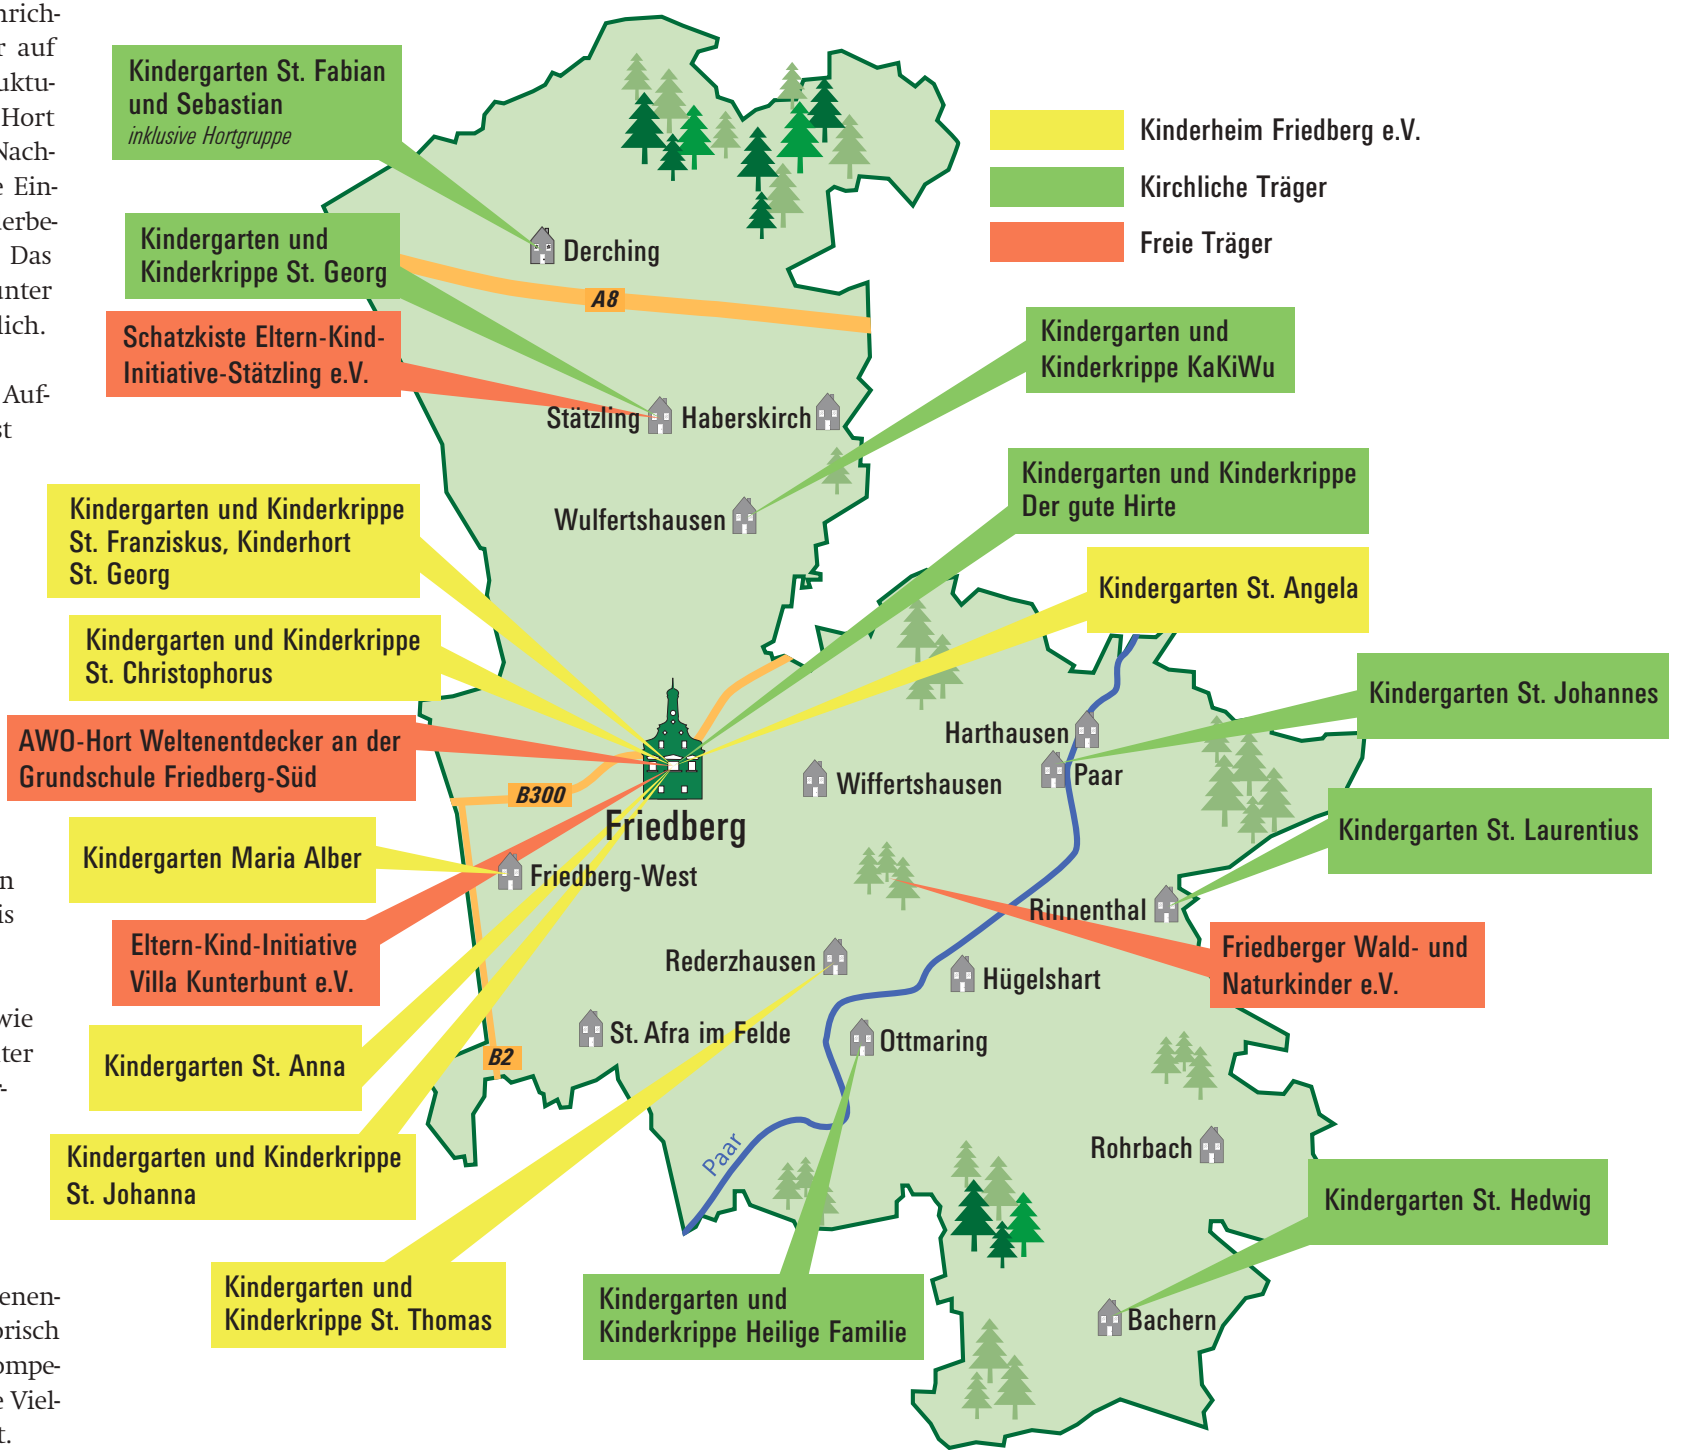 Kindergarten St. Fabian
und Sebastian
inklusive Hortgruppe
Kindergarten und
Kinderkrippe St. Georg
Schatzkiste Eltern-Kind-
Initiative-Stätzling e.V.
Kindergarten und Kinderkrippe
St. Franziskus, Kinderhort
St. Georg
Kindergarten und Kinderkrippe
St. Christophorus
AWO-Hort Weltenentdecker an der
Grundschule Friedberg-Süd
Kindergarten Maria Alber
Eltern-Kind-Initiative
Villa Kunterbunt e.V.
Kindergarten St. Anna
Kindergarten und Kinderkrippe
St. Johanna
Kindergarten und
Kinderkrippe St. Thomas
Kindergarten und
Kinderkrippe Heilige Familie
Kinderheim Friedberg e.V.
Kirchliche Träger
Freie Träger
Kindergarten und
Kinderkrippe KaKiWu
Kindergarten und Kinderkrippe
Der gute Hirte
Kindergarten St. Angela
Kindergarten St. Johannes
Kindergarten St. Laurentius
Friedberger Wald- und
Naturkinder e.V.
Kindergarten St. Hedwig
Derching
A8
Stätzling
Haberskirch
Wulfertshausen
Harthausen
Paar
Wiffertshausen
B300
Friedberg
Friedberg-West
Rinnenthal
Rederzhausen
Hügelshart
St. Afra im Felde
Ottmaring
B2
Paar
Rohrbach
Bachern
auf
Hort
Das
lich.
Auf-